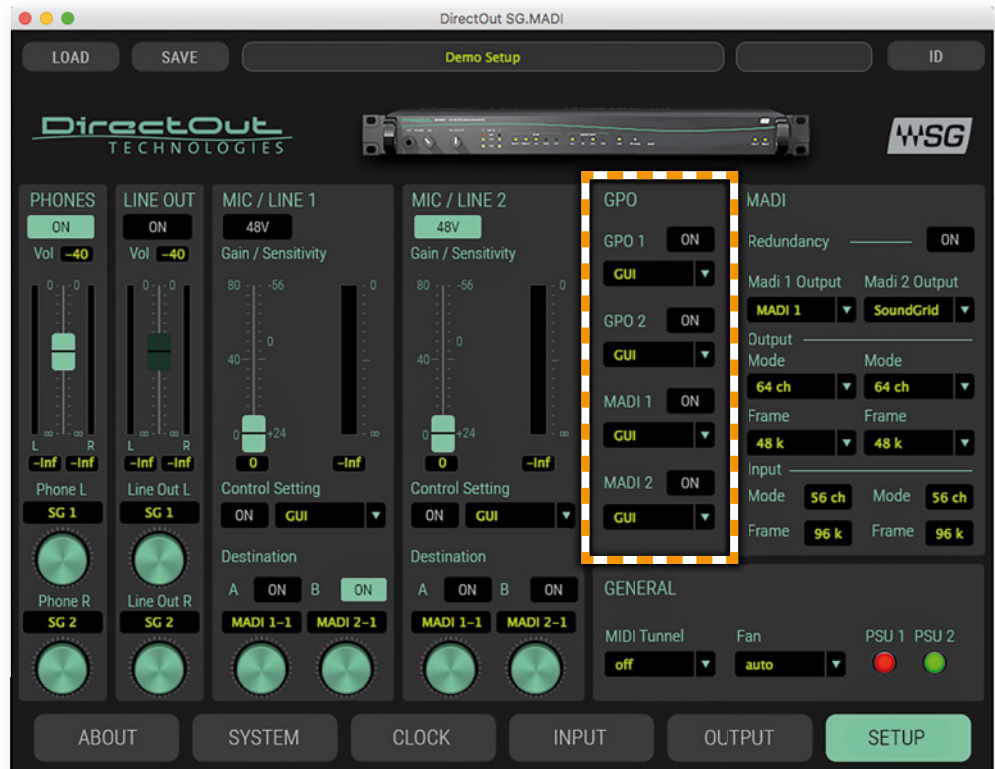 DirectOut SG.MADI
LOAD SAVE Demo Setup ID
DirectOut
TECHNOLOGIES
WSG
PHONES
ON
Vol -40
0 0
L R
-Inf -Inf
Phone L
SG 1
Phone R
SG 2
LINE OUT
ON
Vol -40
0 0
∞ ∞
L R
-Inf -Inf
Line Out L
SG 1
Line Out R
SG 2
MIC / LINE 1
48V
Gain / Sensitivity
80 -56 0
40 0
0 +24 ∞
0 -Inf
Control Setting
ON GUI
Destination
A ON B ON
MADI 1-1 MADI 2-1
MIC / LINE 2
48V
Gain / Sensitivity
80 -56 0
40 0
0 +24 ∞
0 -Inf
Control Setting
ON GUI
Destination
A ON B ON
MADI 1-1 MADI 2-1
GPO
GPO 1 ON
GUI
GPO 2 ON
GUI
MADI 1 ON
GUI
MADI 2 ON
GUI
MADI
Redundancy ON
Madi 1 Output Madi 2 Output
MADI 1 SoundGrid
Output
Mode Mode
64 ch 64 ch
Frame Frame
48 k 48 k
Input
Mode 56 ch Mode 56 ch
Frame 96 k Frame 96 k
GENERAL
MIDI Tunnel Fan PSU 1 PSU 2
off auto
ABOUT SYSTEM CLOCK INPUT OUTPUT SETUP